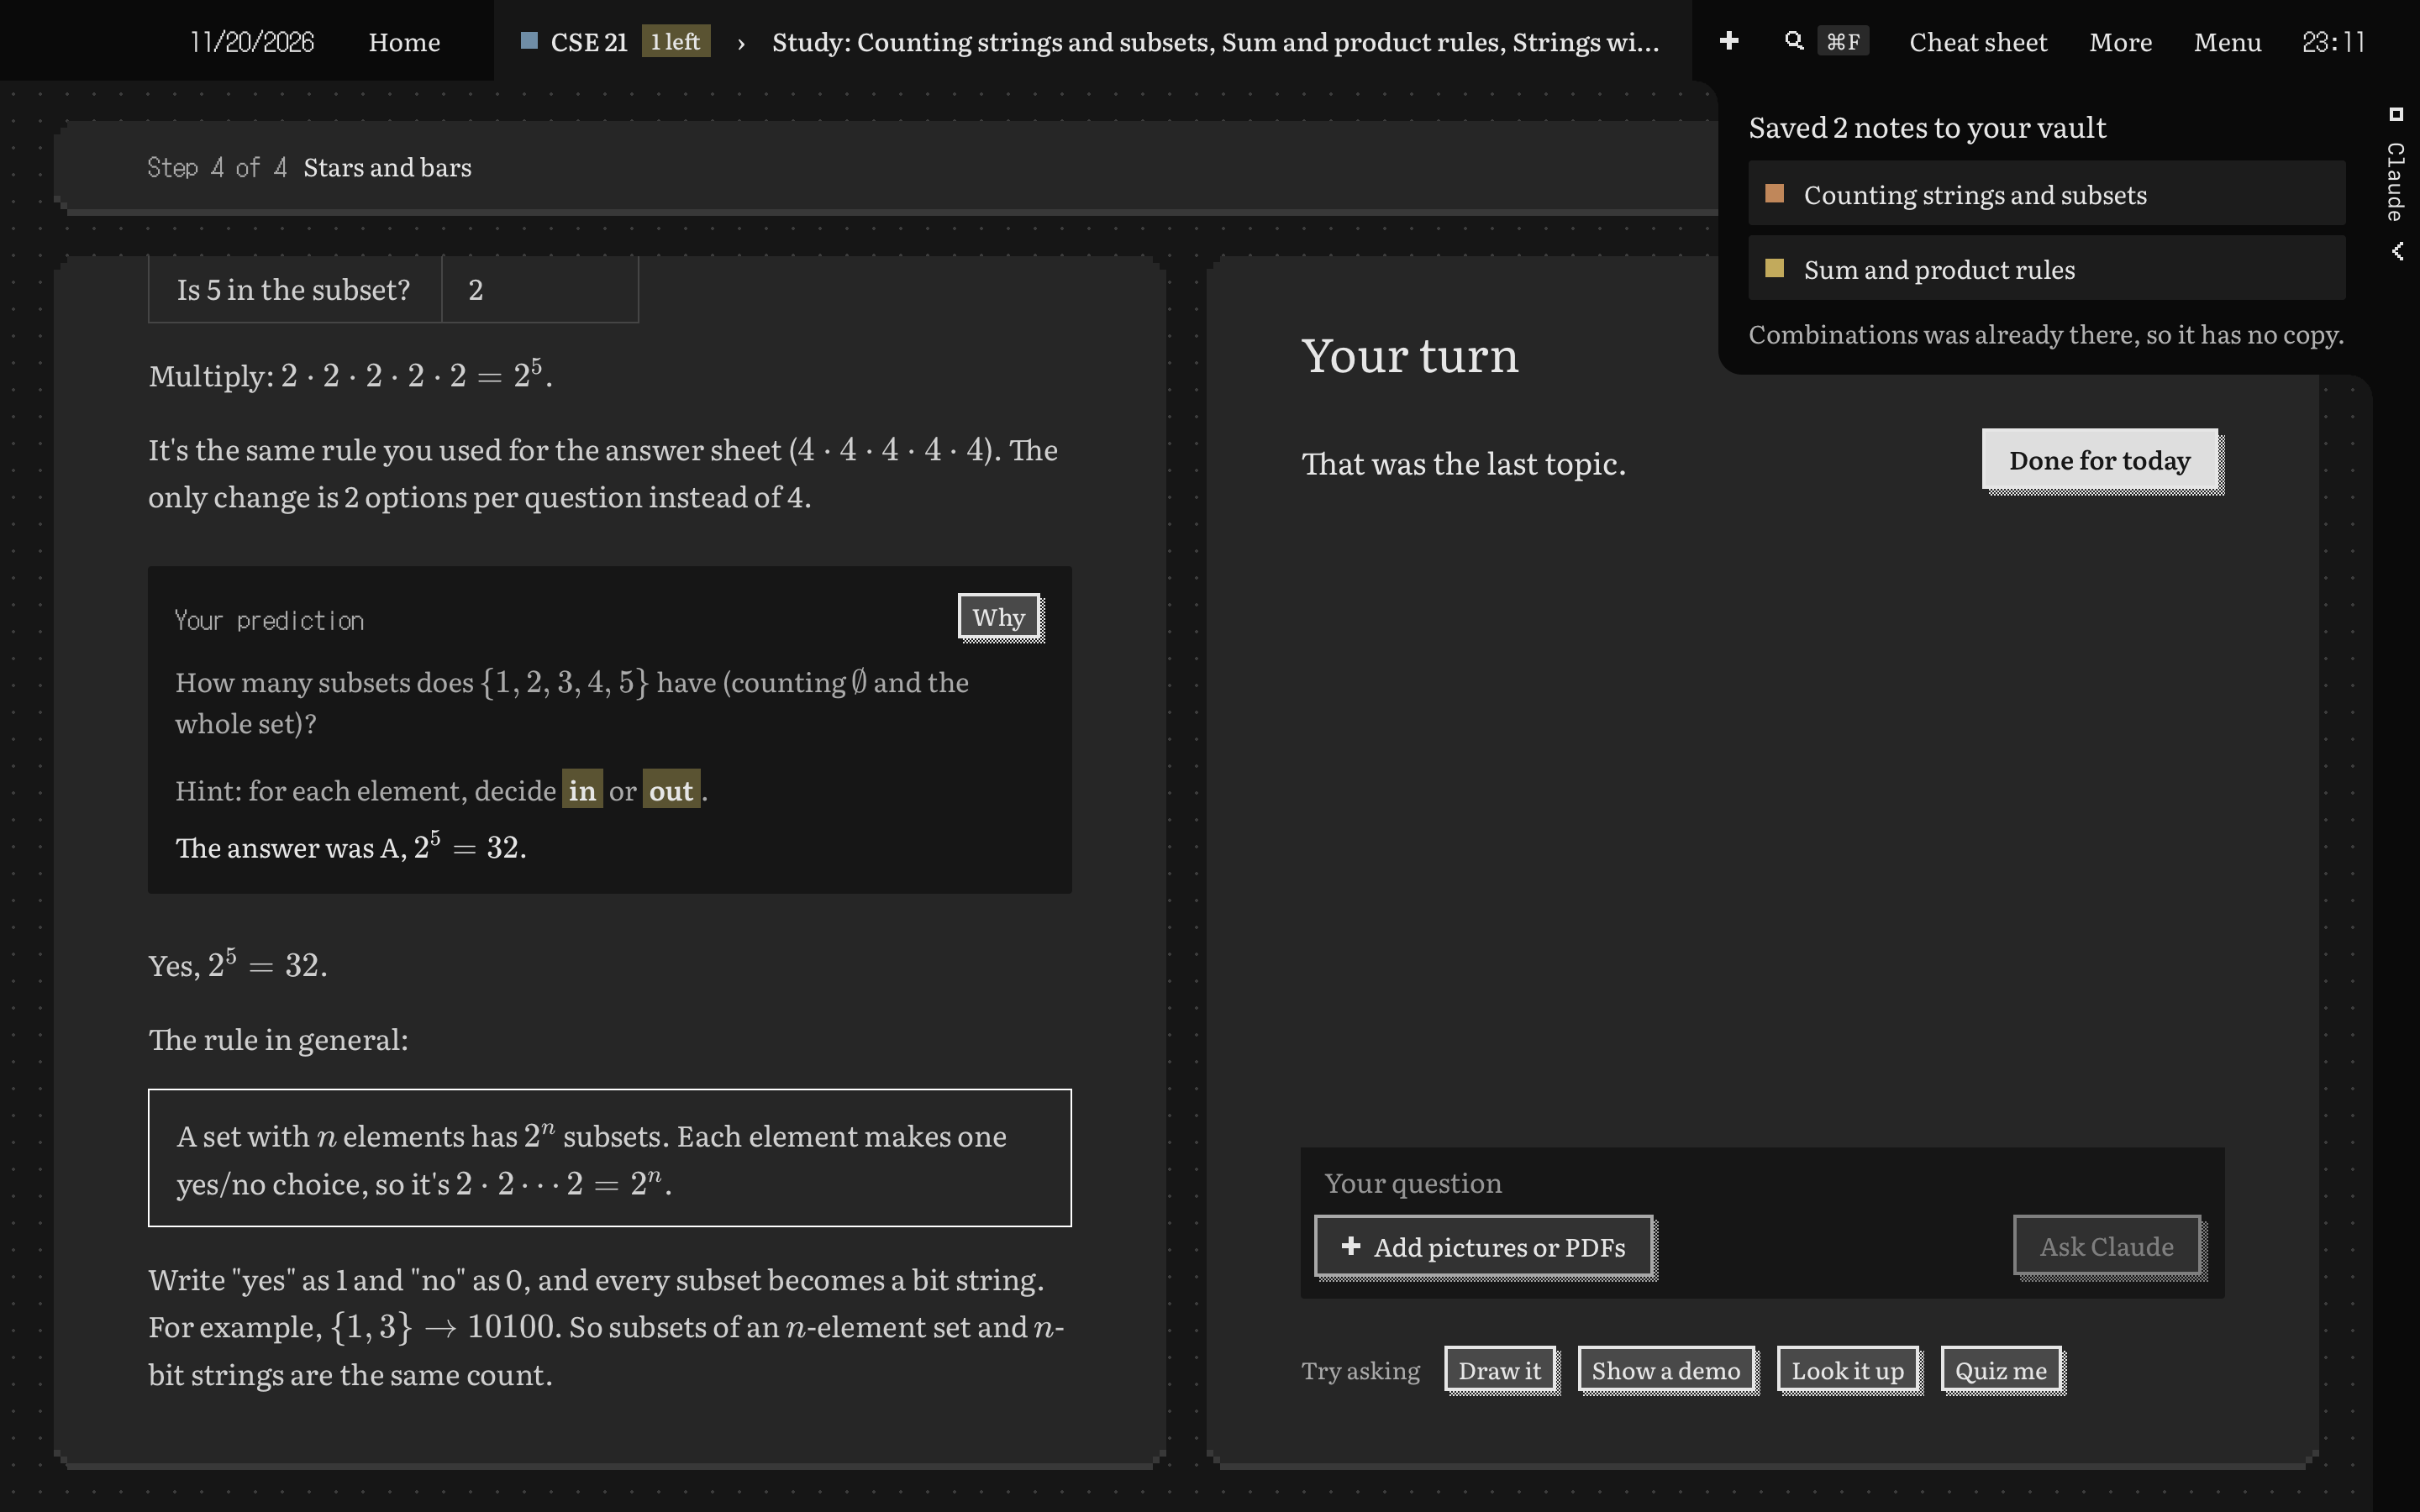 11/20/2026 Home CSE 21 1 left › Study: Counting strings and subsets, Sum and product rules, Strings wi... ⌘F Cheat sheet More Menu 23:11
Saved 2 notes to your vault
Counting strings and subsets
Sum and product rules
Combinations was already there, so it has no copy.
Claude
Step 4 of 4 Stars and bars
Is 5 in the subset? 2
Multiply: 2 · 2 · 2 · 2 · 2 = 2⁵.
It's the same rule you used for the answer sheet (4 · 4 · 4 · 4 · 4). The
only change is 2 options per question instead of 4.
Your prediction
Why
How many subsets does {1, 2, 3, 4, 5} have (counting ∅ and the
whole set)?
Hint: for each element, decide in or out.
The answer was A, 2⁵ = 32.
Yes, 2⁵ = 32.
The rule in general:
A set with n elements has 2ⁿ subsets. Each element makes one
yes/no choice, so it's 2 · 2 ··· 2 = 2ⁿ.
Write "yes" as 1 and "no" as 0, and every subset becomes a bit string.
For example, {1, 3} → 10100. So subsets of an n-element set and n-
bit strings are the same count.
Your turn
That was the last topic.
Done for today
Your question
Add pictures or PDFs
Ask Claude
Try asking Draw it Show a demo Look it up Quiz me